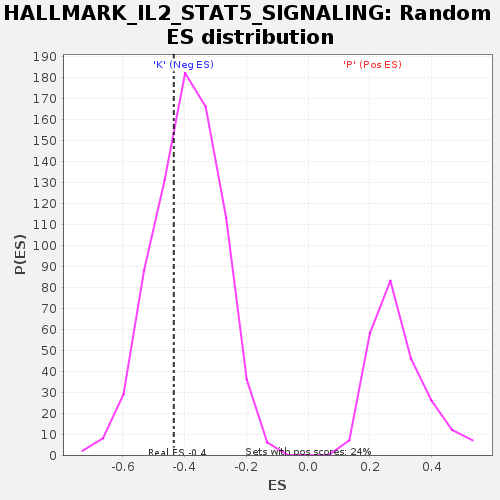 HALLMARK_IL2_STAT5_SIGNALING: Random
ES distribution
'K' (Neg ES)
'P' (Pos ES)
190
180
170
160
150
140
130
120
110
100
90
80
70
60
50
40
30
20
10
0
P(ES)
Real ES -0.4
Sets with pos scores: 24%
-0.6 -0.4 -0.2 0.0 0.2 0.4
ES